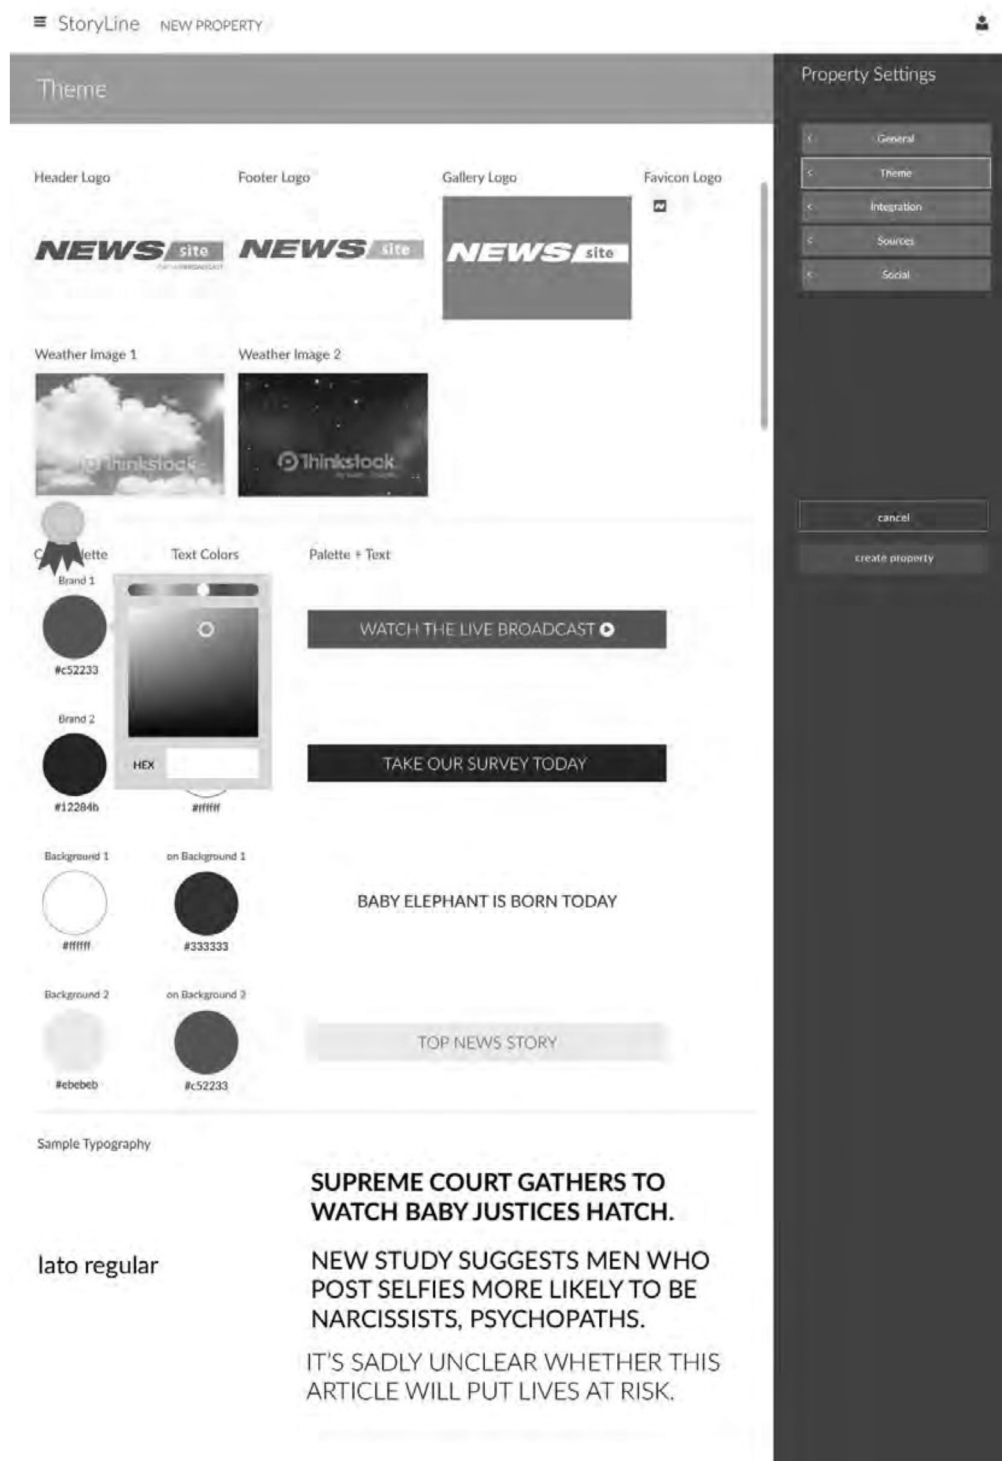 StoryLine NEW PROPERTY
Theme
Property Settings
General
Theme
Integration
Sources
Social
cancel
create property
Header Logo
Footer Logo
Gallery Logo
Favicon Logo
NEWS site
NEWS site
NEWS site
N
Weather Image 1
Weather Image 2
Thinkstock
Thinkstock
Text Colors
Palette + Text
Brand 1
#c52233
WATCH THE LIVE BROADCAST
Brand 2
HEX
#12284b
#ffffff
TAKE OUR SURVEY TODAY
Background 1
on Background 1
#ffffff
#333333
BABY ELEPHANT IS BORN TODAY
Background 2
on Background 2
#ebebeb
#c52233
TOP NEWS STORY
Sample Typography
lato regular
SUPREME COURT GATHERS TO
WATCH BABY JUSTICES HATCH.
NEW STUDY SUGGESTS MEN WHO
POST SELFIES MORE LIKELY TO BE
NARCISSISTS, PSYCHOPATHS.
IT'S SADLY UNCLEAR WHETHER THIS
ARTICLE WILL PUT LIVES AT RISK.